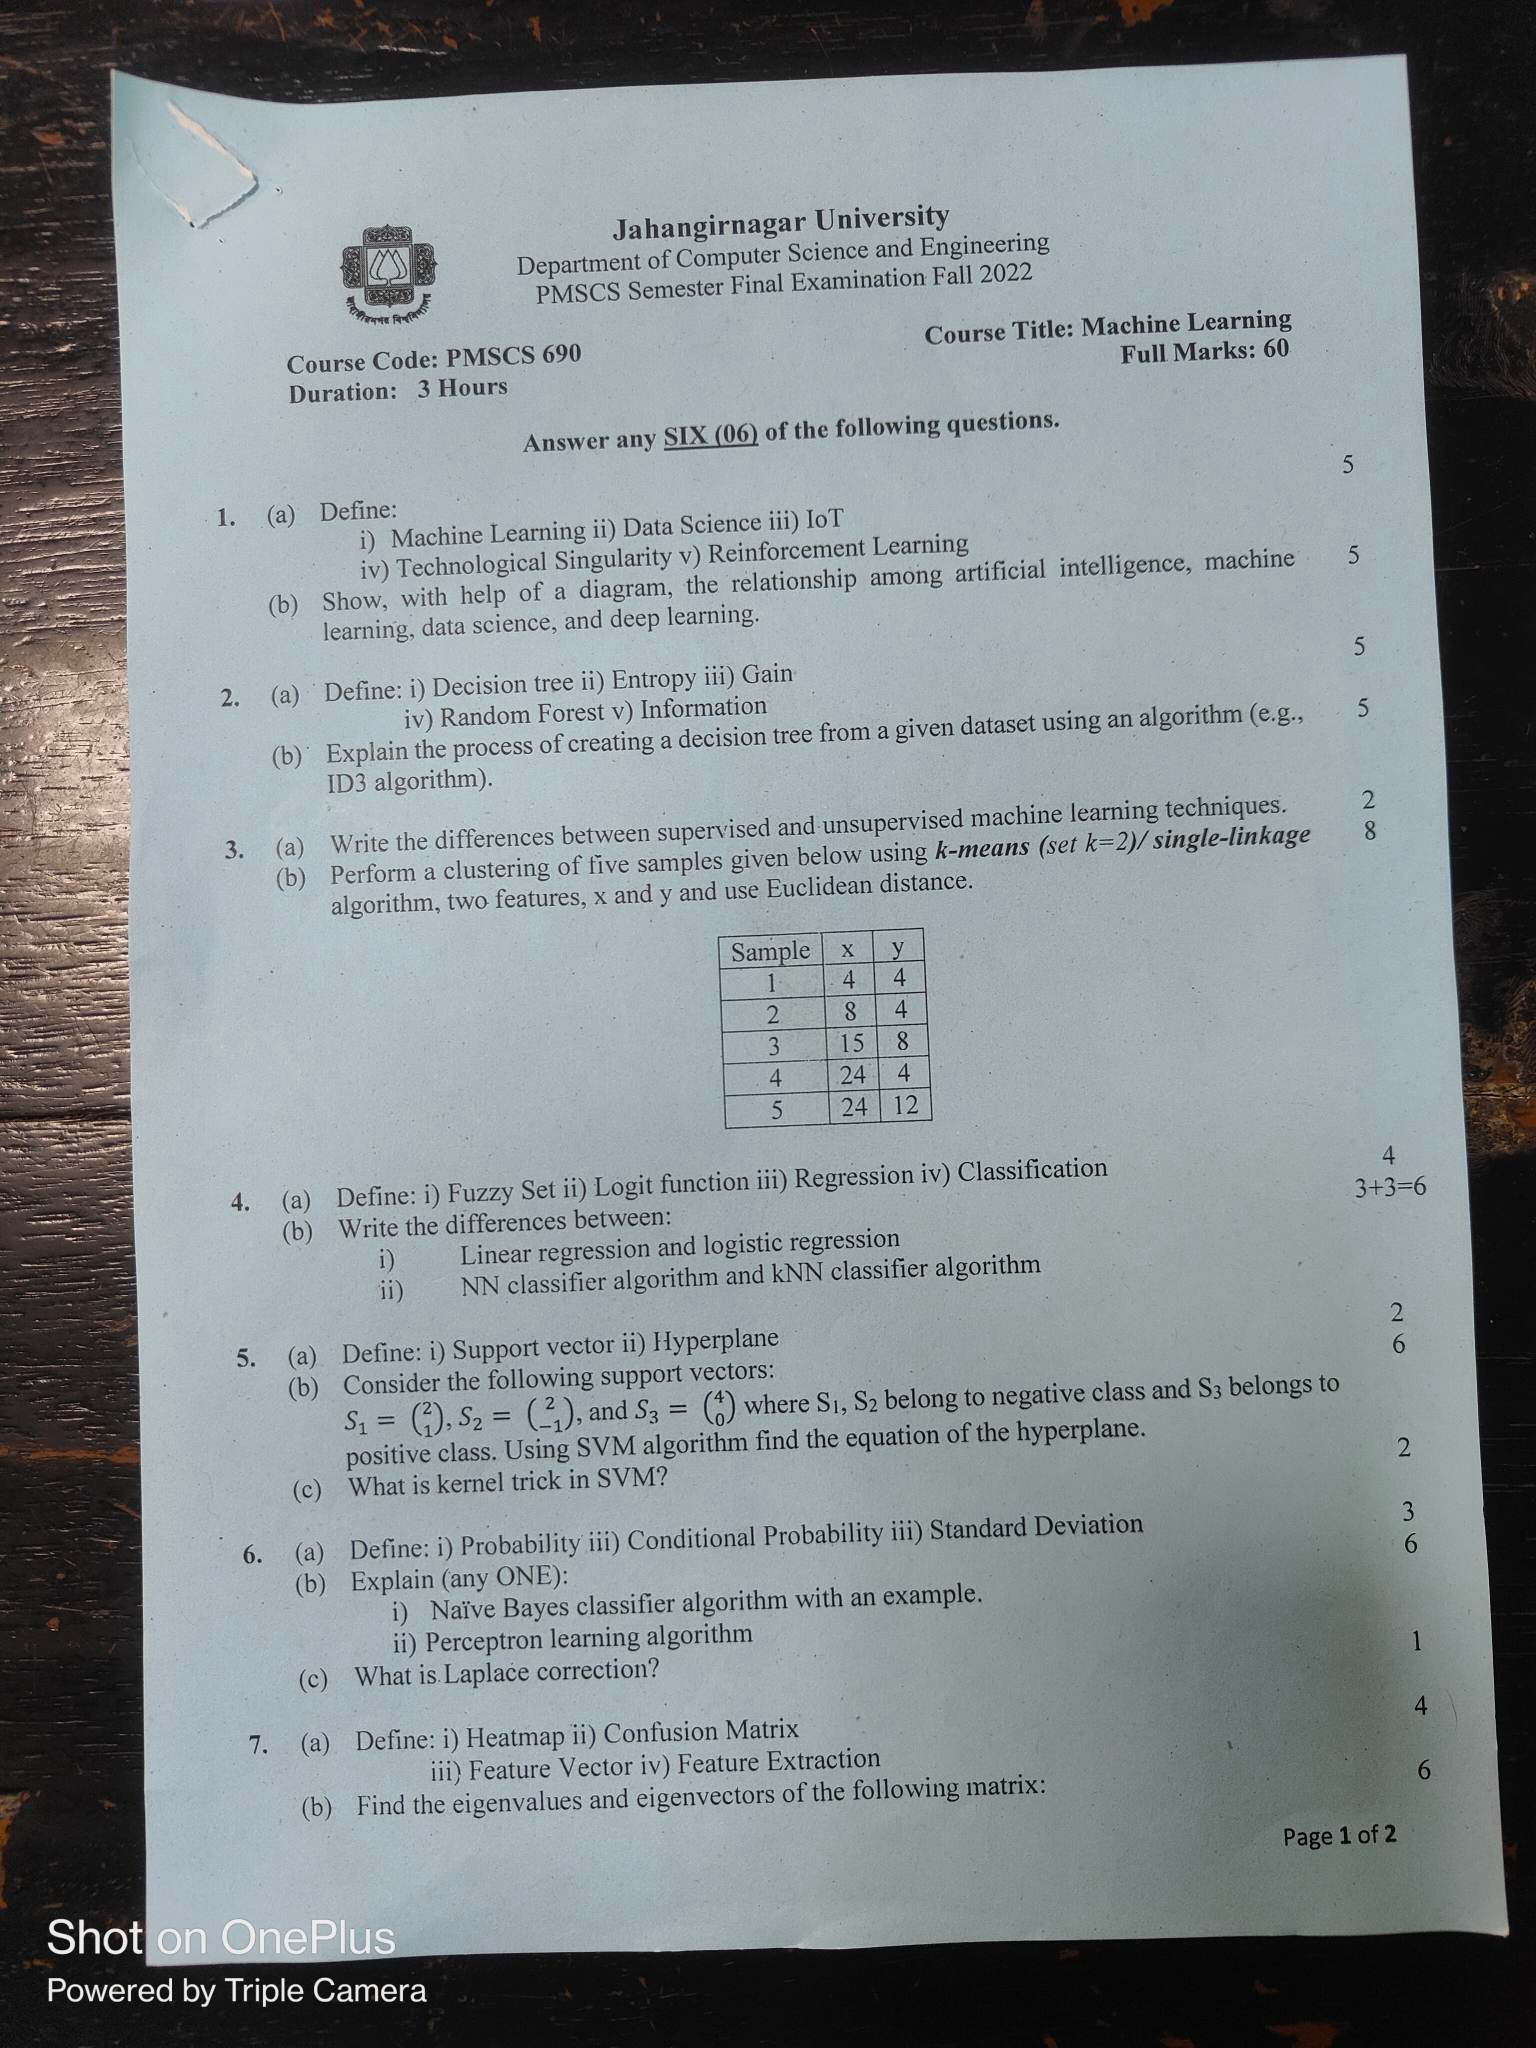 Jahangirnagar University
Department of Computer Science and Engineering
PMSCS Semester Final Examination Fall 2022
জাহাঙ্গীরনগর বিশ্ববিদ্যালয়
Course Code: PMSCS 690
Course Title: Machine Learning
Duration: 3 Hours
Full Marks: 60
Answer any SIX (06) of the following questions.
1. (a) Define: 5
i) Machine Learning ii) Data Science iii) IoT
iv) Technological Singularity v) Reinforcement Learning
(b) Show, with help of a diagram, the relationship among artificial intelligence, machine 5
learning, data science, and deep learning.
2. (a) Define: i) Decision tree ii) Entropy iii) Gain 5
iv) Random Forest v) Information
(b) Explain the process of creating a decision tree from a given dataset using an algorithm (e.g., 5
ID3 algorithm).
3. (a) Write the differences between supervised and unsupervised machine learning techniques. 2
(b) Perform a clustering of five samples given below using k-means (set k=2)/ single-linkage 8
algorithm, two features, x and y and use Euclidean distance.
Sample x y
1 4 4
2 8 4
3 15 8
4 24 4
5 24 12
4. (a) Define: i) Fuzzy Set ii) Logit function iii) Regression iv) Classification 4
(b) Write the differences between: 3+3=6
i) Linear regression and logistic regression
ii) NN classifier algorithm and kNN classifier algorithm
5. (a) Define: i) Support vector ii) Hyperplane 2
(b) Consider the following support vectors: 6
S₁ = (2 1), S₂ = (2 −1), and S₃ = (4 0) where S₁, S₂ belong to negative class and S₃ belongs to
positive class. Using SVM algorithm find the equation of the hyperplane.
(c) What is kernel trick in SVM? 2
6. (a) Define: i) Probability iii) Conditional Probability iii) Standard Deviation 3
(b) Explain (any ONE): 6
i) Naïve Bayes classifier algorithm with an example.
ii) Perceptron learning algorithm
(c) What is Laplace correction? 1
7. (a) Define: i) Heatmap ii) Confusion Matrix 4
iii) Feature Vector iv) Feature Extraction
(b) Find the eigenvalues and eigenvectors of the following matrix: 6
Page 1 of 2
Shot on OnePlus
Powered by Triple Camera